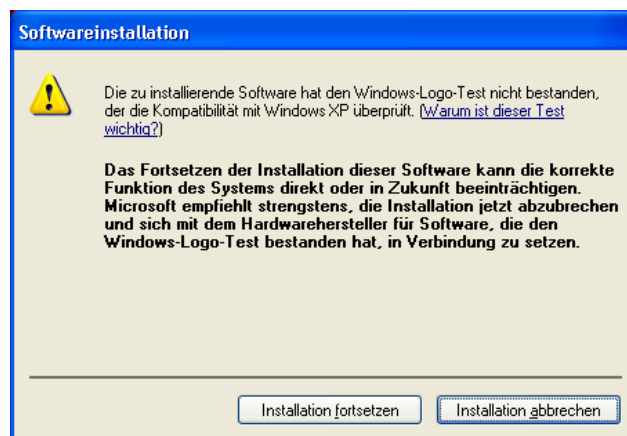 Softwareinstallation
Die zu installierende Software hat den Windows-Logo-Test nicht bestanden,
der die Kompatibilität mit Windows XP überprüft. (Warum ist dieser Test
wichtig?)
Das Fortsetzen der Installation dieser Software kann die korrekte
Funktion des Systems direkt oder in Zukunft beeinträchtigen.
Microsoft empfiehlt strengstens, die Installation jetzt abzubrechen
und sich mit dem Hardwarehersteller für Software, die den
Windows-Logo-Test bestanden hat, in Verbindung zu setzen.
Installation fortsetzen
Installation abbrechen